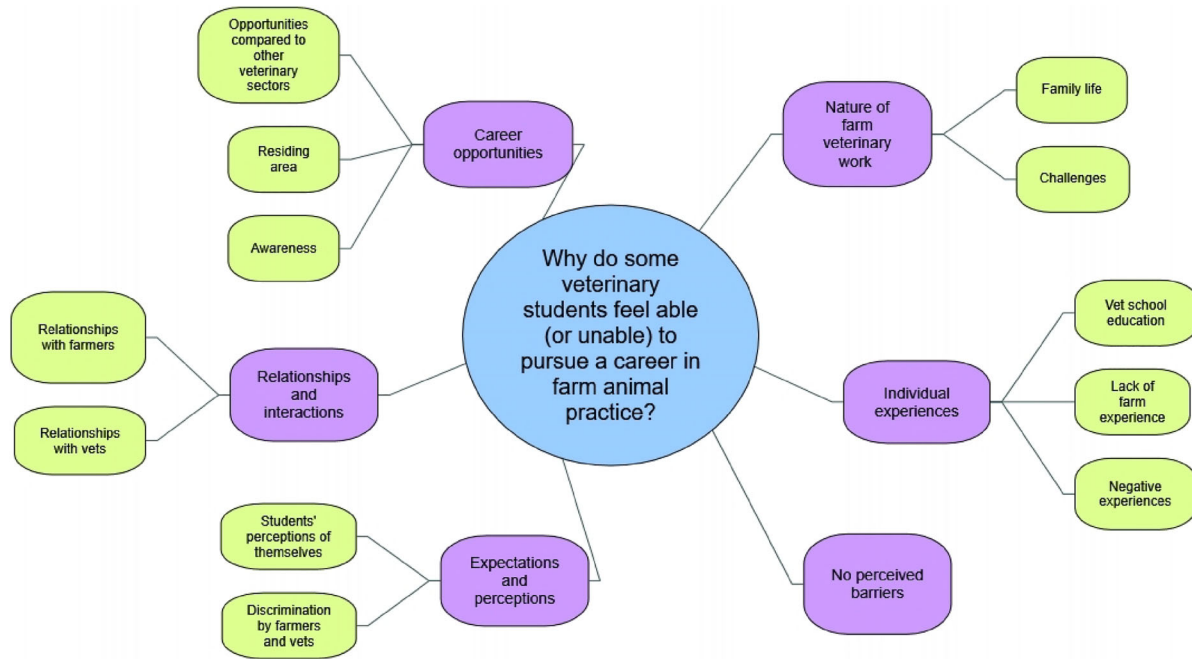 Opportunities
compared to
other
veterinary
sectors
Residing
area
Awareness
Career
opportunities
Relationships
with farmers
Relationships
with vets
Relationships
and
interactions
Students'
perceptions of
themselves
Discrimination
by farmers
and vets
Expectations
and
perceptions
Why do some
veterinary
students feel able
(or unable) to
pursue a career in
farm animal
practice?
Nature of
farm
veterinary
work
Family life
Challenges
Individual
experiences
Vet school
education
Lack of
farm
experience
Negative
experiences
No perceived
barriers